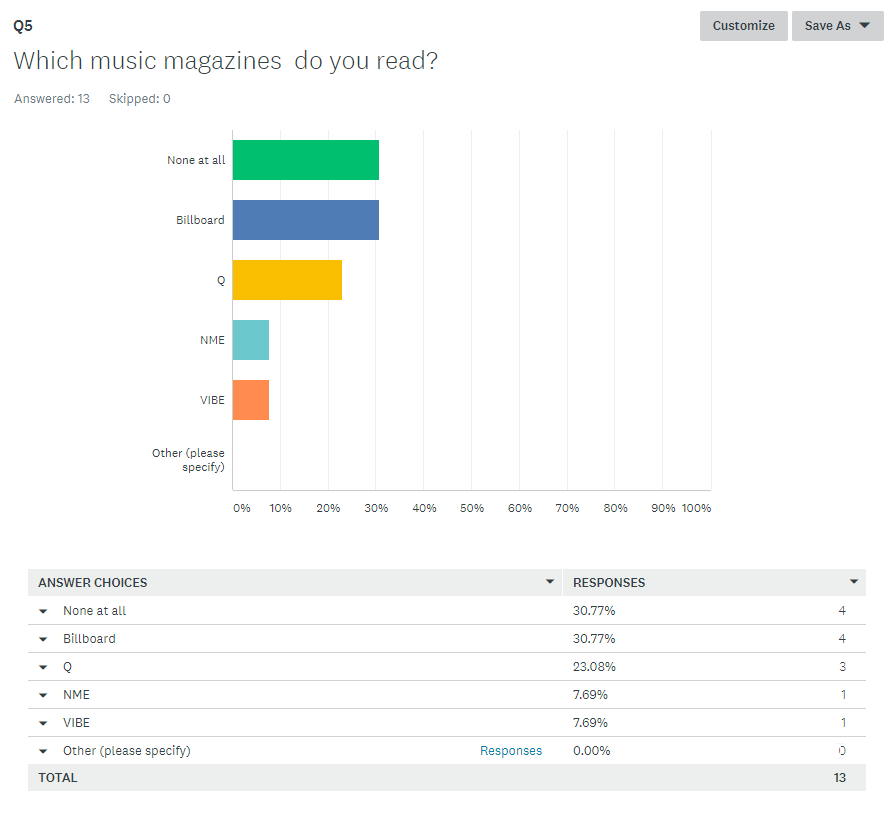 Q5
Customize
Save As
Which music magazines  do you read?
Answered: 13 Skipped: 0
None at all
Billboard
Q
NME
VIBE
Other (please
specify)
0% 10% 20% 30% 40% 50% 60% 70% 80% 90% 100%
ANSWER CHOICES RESPONSES
None at all 30.77% 4
Billboard 30.77% 4
Q 23.08% 3
NME 7.69% 1
VIBE 7.69% 1
Other (please specify) Responses 0.00% 0
TOTAL 13